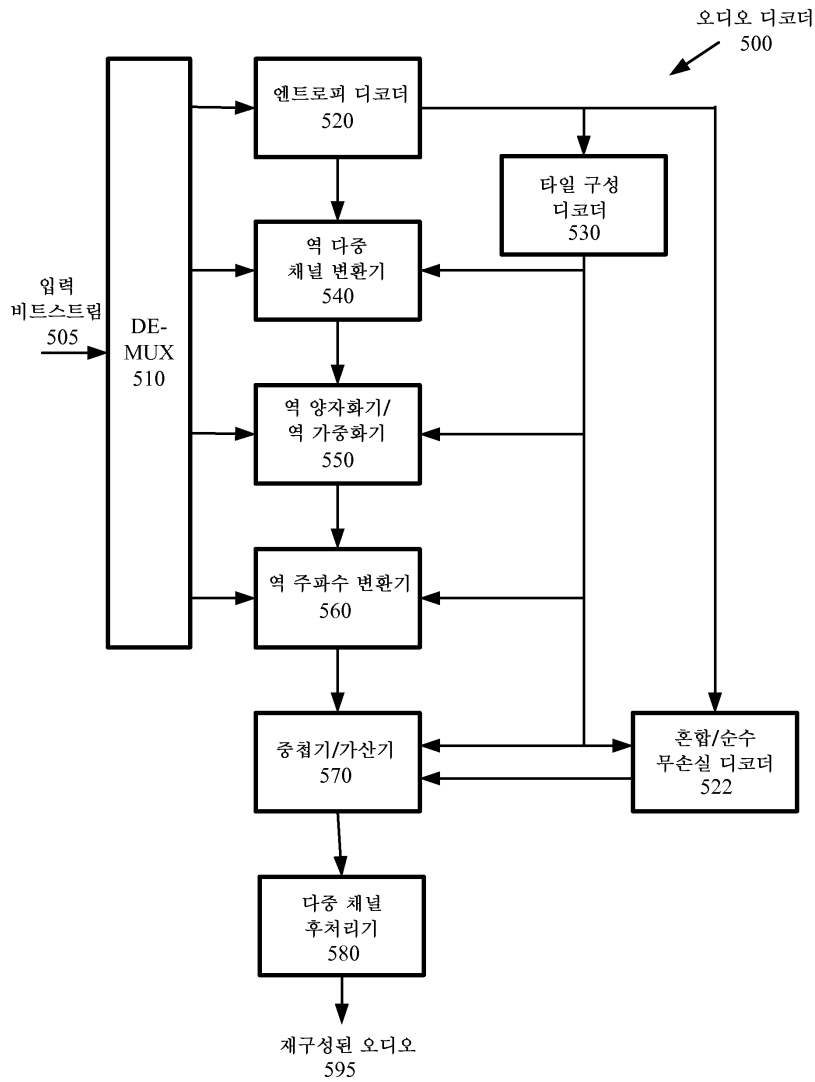 오디오 디코더
500
엔트로피 디코더
520
타일 구성
디코더
530
역 다중
채널 변환기
540
입력
비트스트림
505
DE-
MUX
510
역 양자화기/
역 가중화기
550
역 주파수 변환기
560
중첩기/가산기
570
혼합/순수
무손실 디코더
522
다중 채널
후처리기
580
재구성된 오디오
595